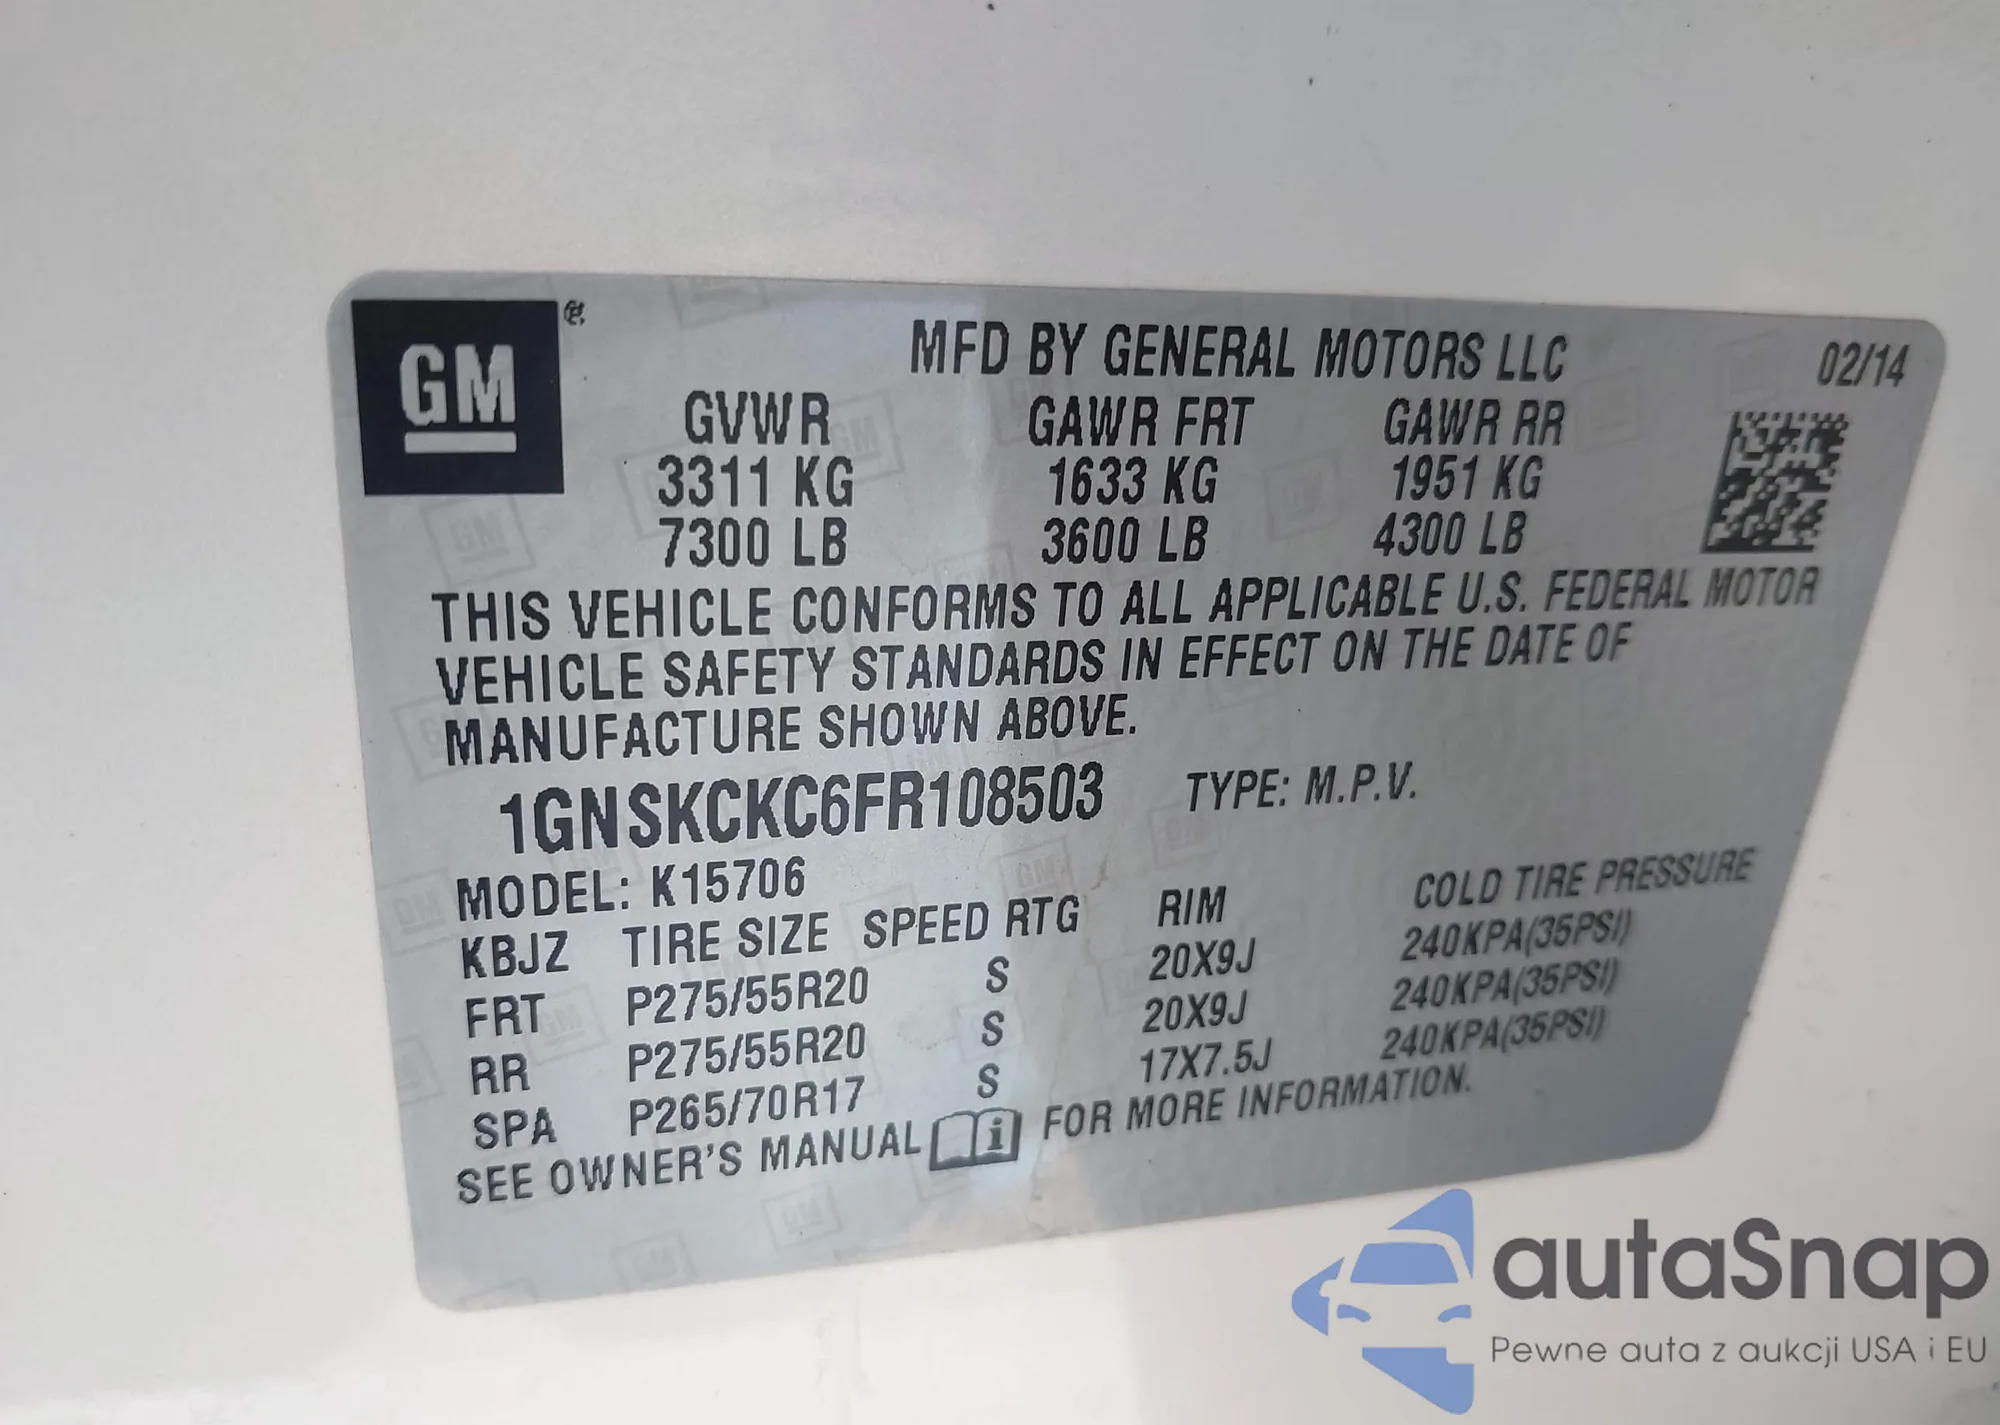 GM
MFD BY GENERAL MOTORS LLC 02/14
GVWR GAWR FRT GAWR RR
3311 KG 1633 KG 1951 KG
7300 LB 3600 LB 4300 LB
THIS VEHICLE CONFORMS TO ALL APPLICABLE U.S. FEDERAL MOTOR
VEHICLE SAFETY STANDARDS IN EFFECT ON THE DATE OF
MANUFACTURE SHOWN ABOVE.
1GNSKCKC6FR108503 TYPE: M.P.V.
MODEL: K15706
KBJZ TIRE SIZE SPEED RTG RIM COLD TIRE PRESSURE
FRT P275/55R20 S 20X9J 240KPA(35PSI)
RR P275/55R20 S 20X9J 240KPA(35PSI)
SPA P265/70R17 S 17X7.5J 240KPA(35PSI)
SEE OWNER'S MANUAL i FOR MORE INFORMATION.
autaSnap
Pewne auta z aukcji USA i EU